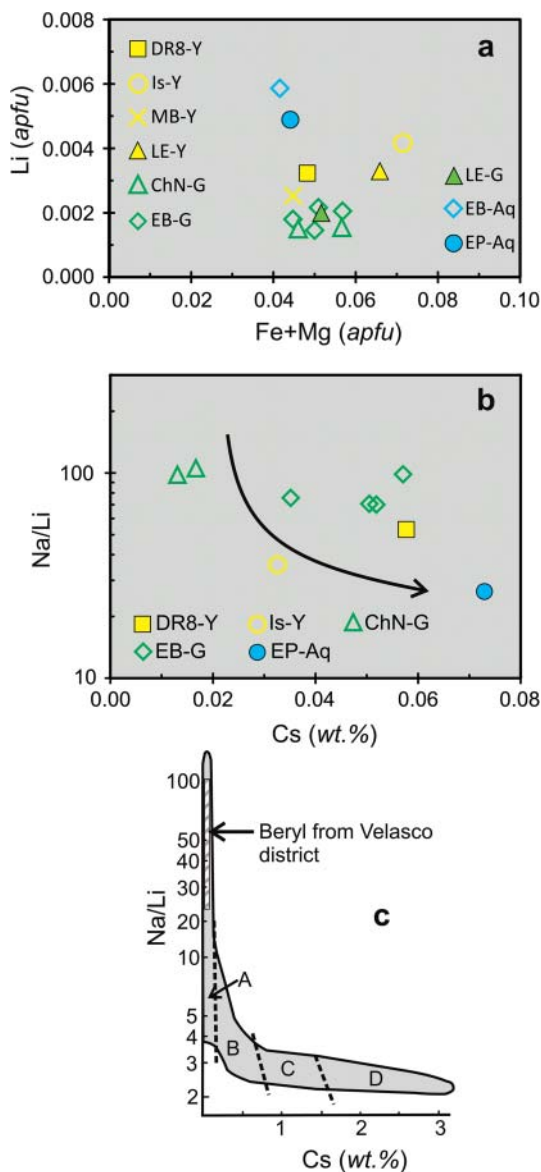 a
DR8-Y
Is-Y
MB-Y
LE-Y
ChN-G
EB-G
LE-G
EB-Aq
EP-Aq
Li (apfu)
0.008
0.006
0.004
0.002
0.000
0.00 0.02 0.04 0.06 0.08 0.10
Fe+Mg (apfu)
b
Na/Li
100
10
DR8-Y Is-Y ChN-G
EB-G EP-Aq
0.00 0.02 0.04 0.06 0.08
Cs (wt.%)
c
Na/Li
100
50
40
30
20
10
5
4
3
2
Beryl from Velasco
district
A
B
C
D
1 2 3
Cs (wt.%)